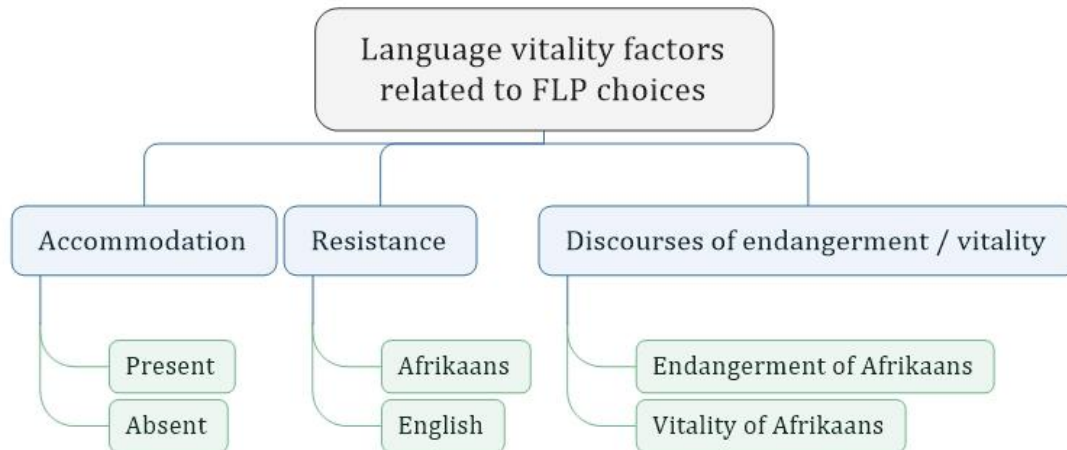 Language vitality factors
related to FLP choices
Accommodation
Resistance
Discourses of endangerment / vitality
Present
Absent
Afrikaans
English
Endangerment of Afrikaans
Vitality of Afrikaans